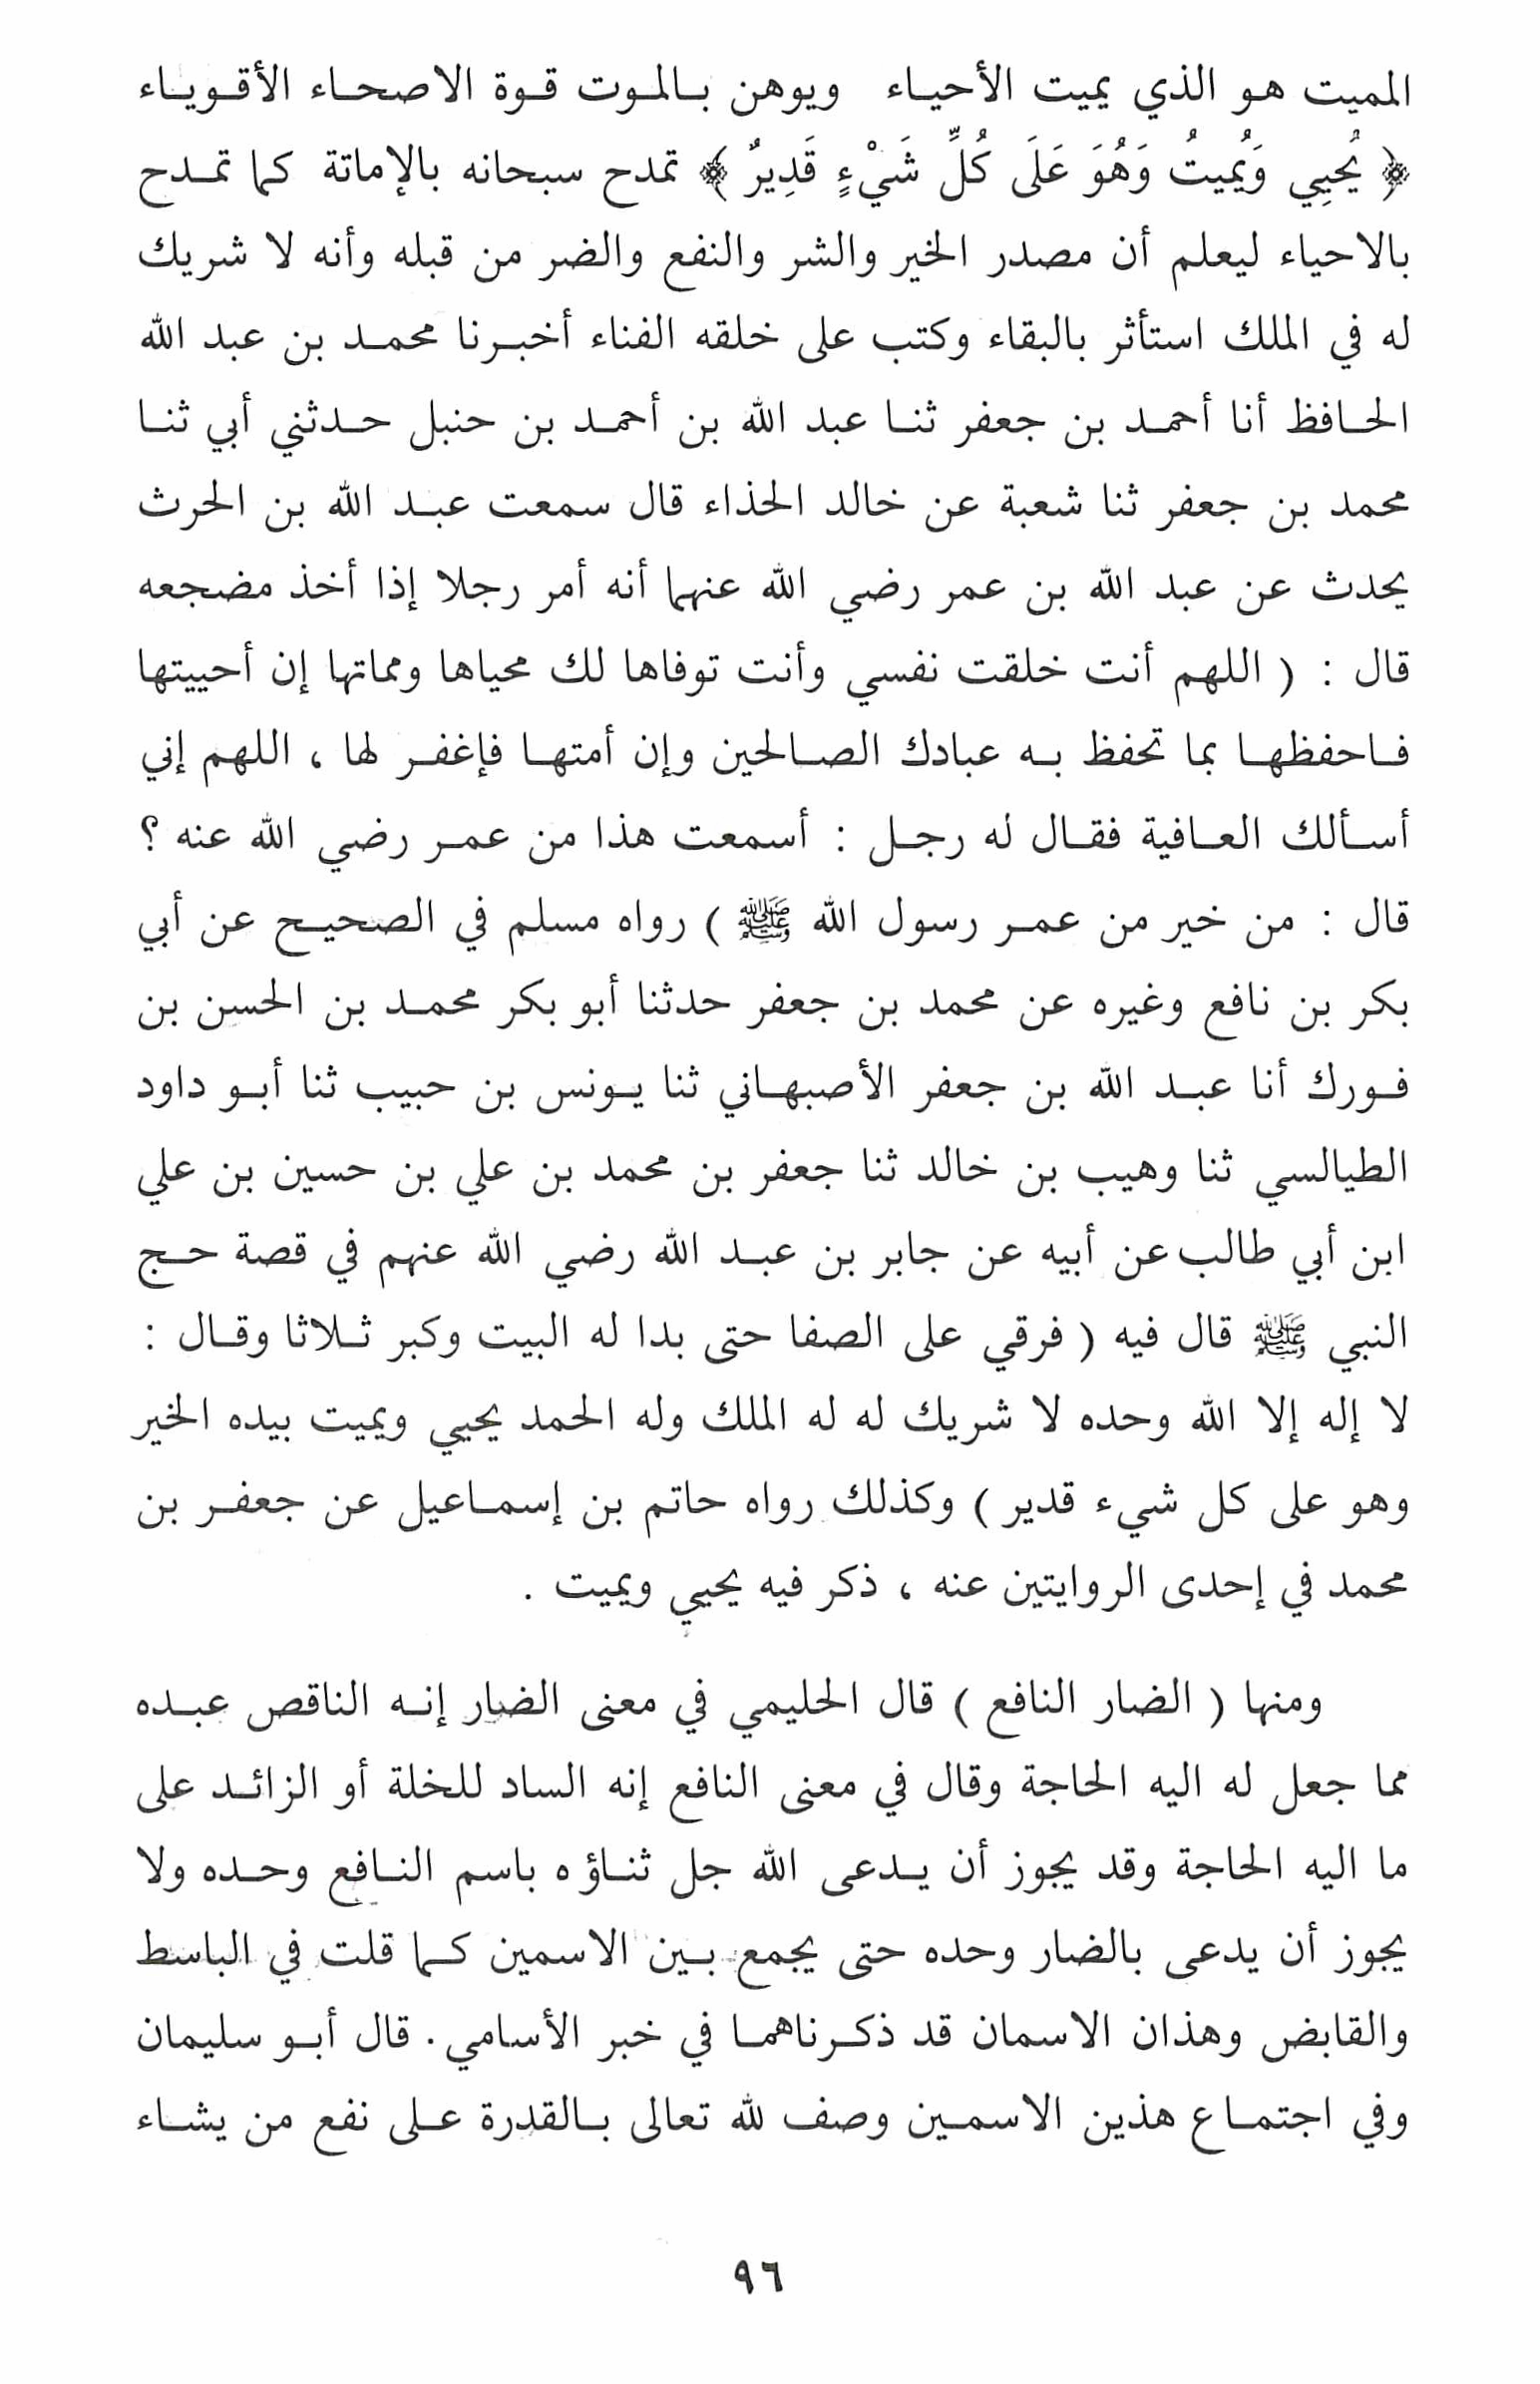 المميت هو الذي يميت الأحياء ويوهن بالموت قوة الاصحاء الأقوياء
﴿ يُحيِي وَيُمِيتُ وَهُوَ عَلَى كُلِّ شَيْءٍ قَدِيرٌ ﴾ تمدح سبحانه بالإماتة كما تمدح
بالاحياء ليعلم أن مصدر الخير والشر والنفع والضر من قبله وأنه لا شريك
له في الملك استأثر بالبقاء وكتب على خلقه الفناء أخبرنا محمد بن عبد الله
الحافظ أنا أحمد بن جعفر ثنا عبد الله بن أحمد بن حنبل حدثني أبي ثنا
محمد بن جعفر ثنا شعبة عن خالد الحذاء قال سمعت عبد الله بن الحرث
يحدث عن عبد الله بن عمر رضي الله عنهما أنه أمر رجلا إذا أخذ مضجعه
قال : ( اللهم أنت خلقت نفسي وأنت توفاها لك محياها ومماتها إن أحييتها
فاحفظها بما تحفظ به عبادك الصالحين وإن أمتها فإغفر لها ، اللهم إني
أسألك العافية فقال له رجل : أسمعت هذا من عمر رضي الله عنه ؟
قال : من خير من عمر رسول الله ﷺ ) رواه مسلم في الصحيح عن أبي
بكر بن نافع وغيره عن محمد بن جعفر حدثنا أبو بكر محمد بن الحسن بن
فورك أنا عبد الله بن جعفر الأصبهاني ثنا يونس بن حبيب ثنا أبو داود
الطيالسي ثنا وهيب بن خالد ثنا جعفر بن محمد بن علي بن حسين بن علي
ابن أبي طالب عن أبيه عن جابر بن عبد الله رضي الله عنهم في قصة حج
النبي ﷺ قال فيه ( فرقي على الصفا حتى بدا له البيت وكبر ثلاثا وقال :
لا إله إلا الله وحده لا شريك له له الملك وله الحمد يحيي ويميت بيده الخير
وهو على كل شيء قدير ) وكذلك رواه حاتم بن إسماعيل عن جعفر بن
محمد في إحدى الروايتين عنه ، ذكر فيه يحيي ويميت .
ومنها ( الضار النافع ) قال الحليمي في معنى الضار إنه الناقص عبده
مما جعل له اليه الحاجة وقال في معنى النافع إنه الساد للخلة أو الزائد على
ما اليه الحاجة وقد يجوز أن يدعى الله جل ثناؤه باسم النافع وحده ولا
يجوز أن يدعى بالضار وحده حتى يجمع بين الاسمين كما قلت في الباسط
والقابض وهذان الاسمان قد ذكرناهما في خبر الأسامي . قال أبو سليمان
وفي اجتماع هذين الاسمين وصف لله تعالى بالقدرة على نفع من يشاء
٩٦